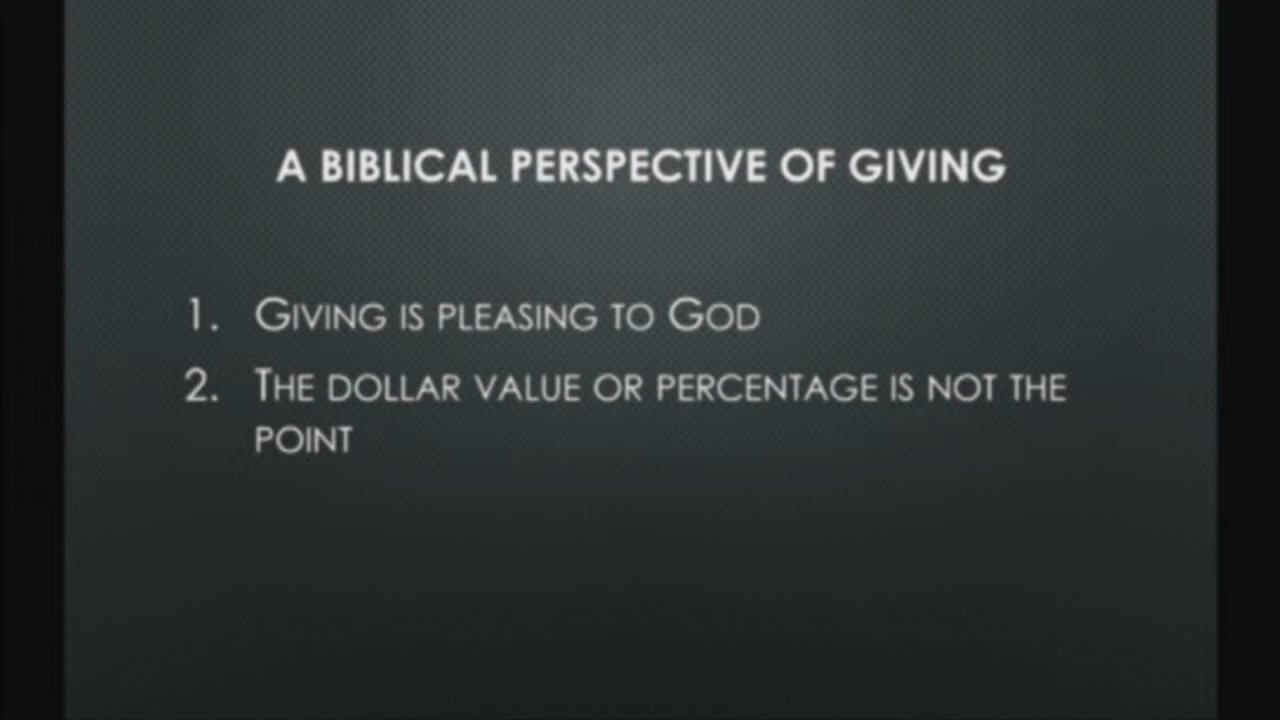 A BIBLICAL PERSPECTIVE OF GIVING
1. GIVING IS PLEASING TO GOD
2. THE DOLLAR VALUE OR PERCENTAGE IS NOT THE
POINT